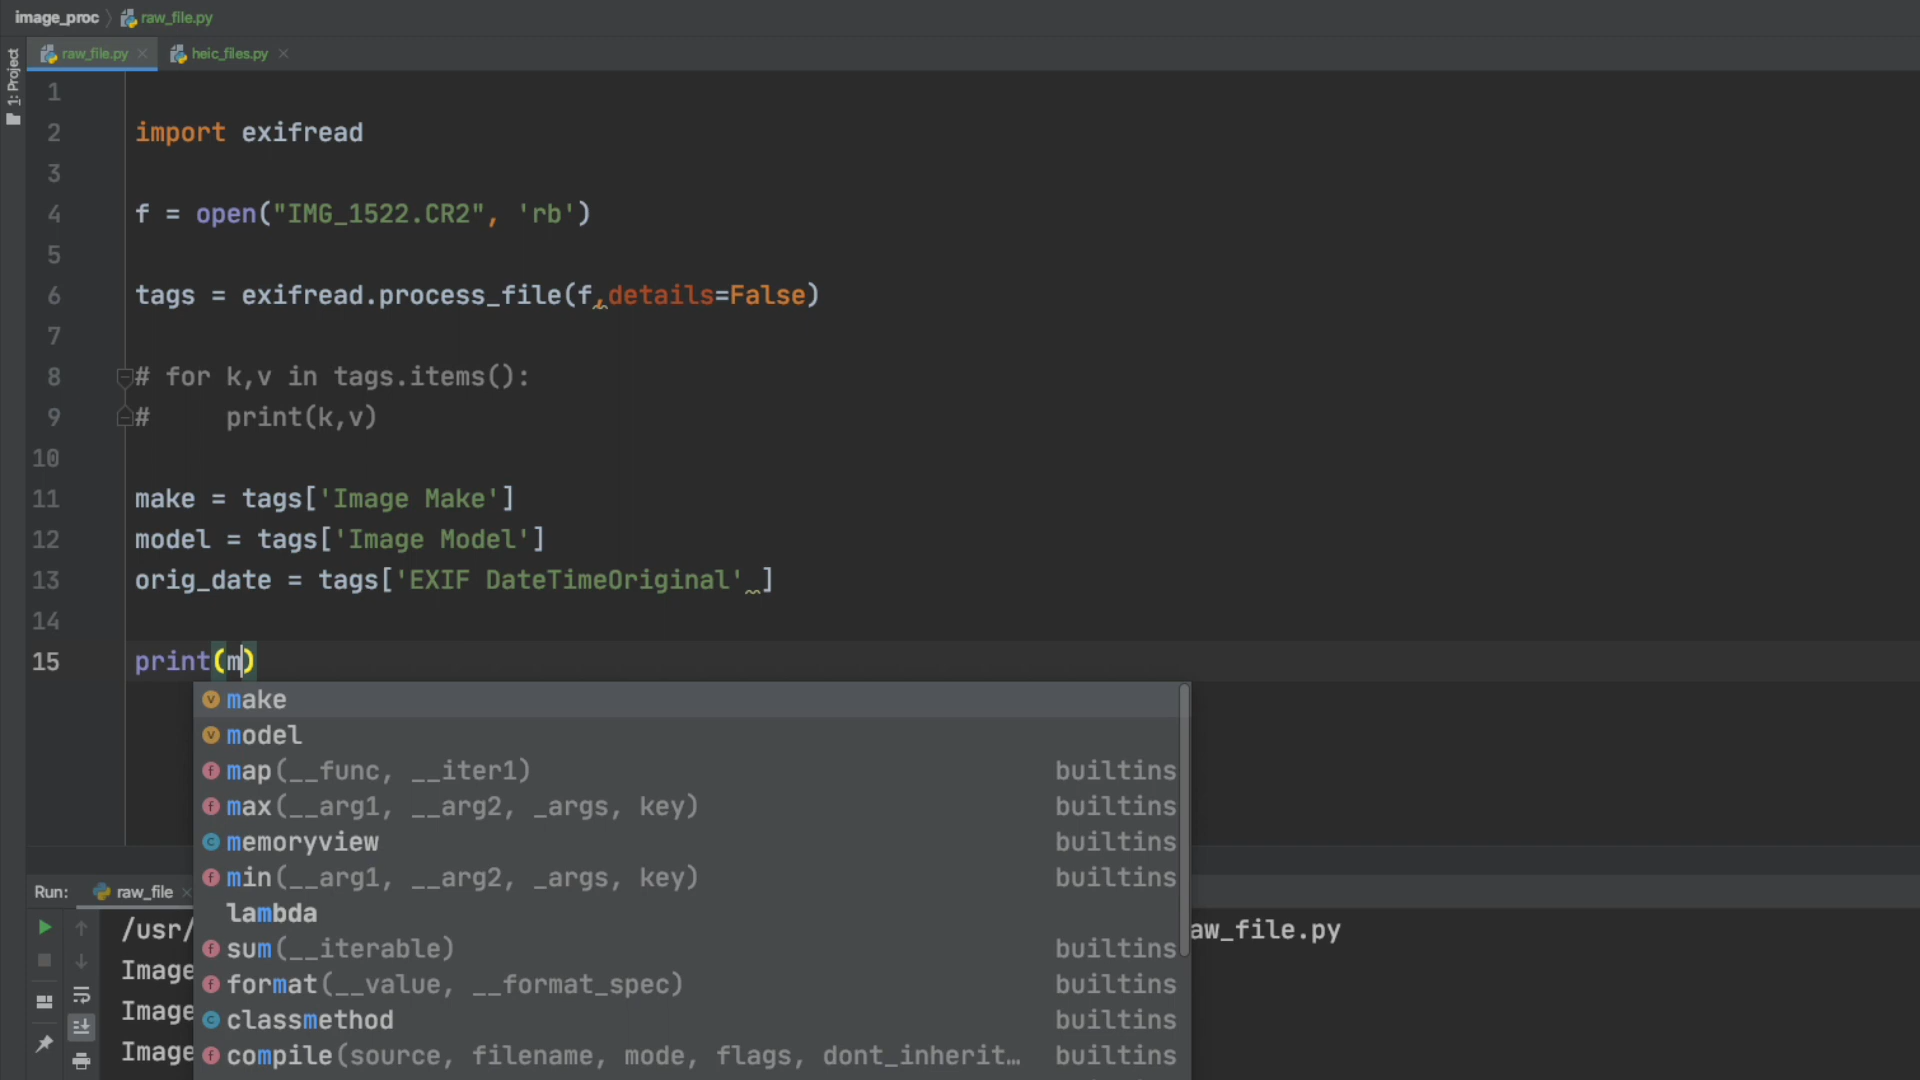 image_proc raw_file.py
raw_file.py heic_files.py
1: Project
1
2 import exifread
3
4 f = open("IMG_1522.CR2", 'rb')
5
6 tags = exifread.process_file(f,details=False)
7
8 # for k,v in tags.items():
9 #     print(k,v)
10
11 make = tags['Image Make']
12 model = tags['Image Model']
13 orig_date = tags['EXIF DateTimeOriginal' ]
14
15 print(m)
make
model
map(__func, __iter1) builtins
max(__arg1, __arg2, _args, key) builtins
memoryview builtins
min(__arg1, __arg2, _args, key) builtins
lambda
sum(__iterable) builtins
format(__value, __format_spec) builtins
classmethod builtins
compile(source, filename, mode, flags, dont_inherit… builtins
Run: raw_file
/usr/ aw_file.py
Image
Image
Image